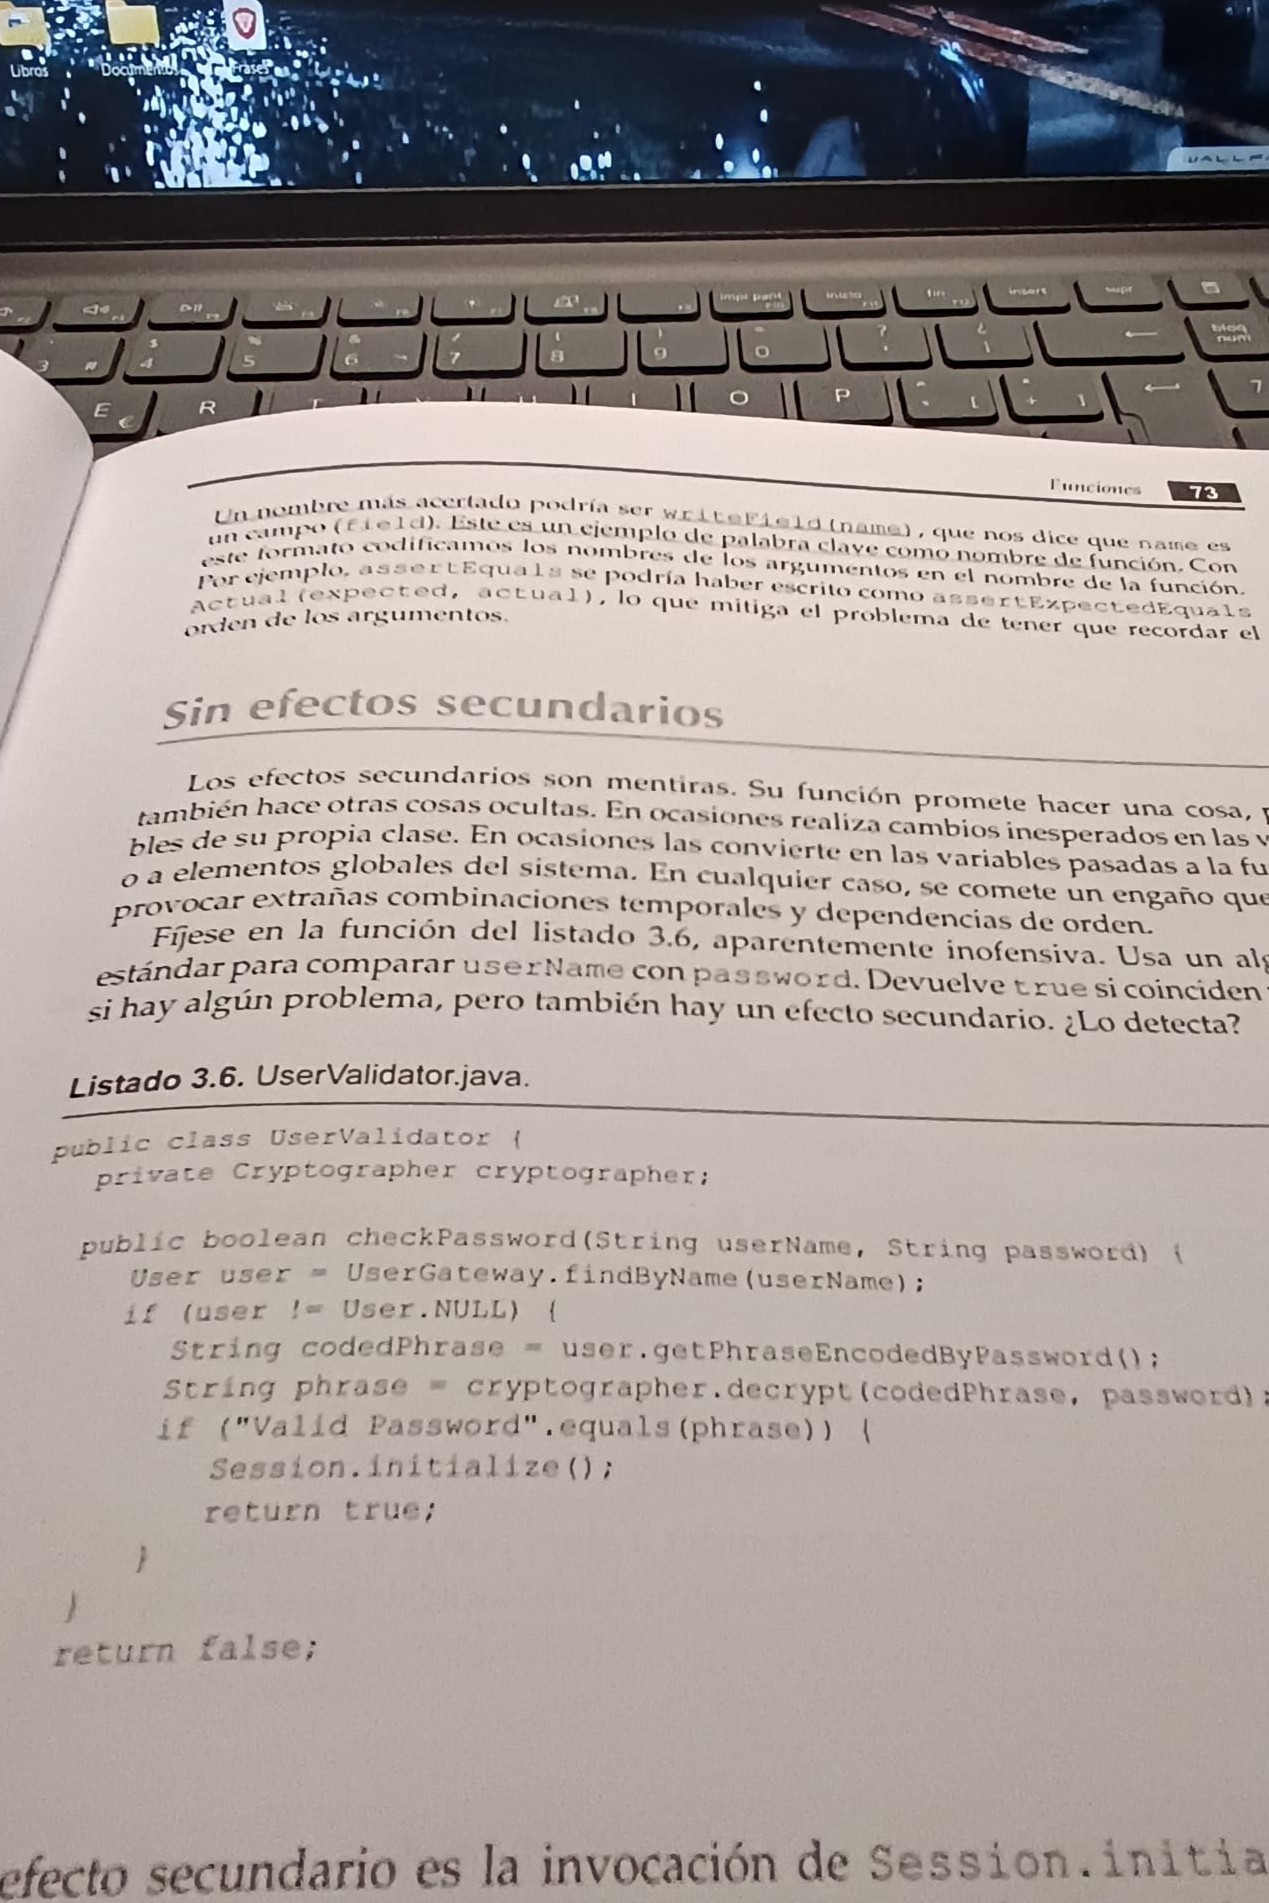 Libros Documentos Frases
impr pant inicio fin insert supr
3 # $ 4 % 5 & 6 ¬ / 7 ( 8 ) 9 = 0 ? ' ¿ ¡ ← bloq num
E € R T Y U I O P [ + ] 7
Funciones 73
Un nombre más acertado podría ser writeField(name), que nos dice que name es
un campo (field). Este es un ejemplo de palabra clave como nombre de función. Con
este formato codificamos los nombres de los argumentos en el nombre de la función.
Por ejemplo, assertEquals se podría haber escrito como assertExpectedEquals
Actual(expected, actual), lo que mitiga el problema de tener que recordar el
orden de los argumentos.
Sin efectos secundarios
Los efectos secundarios son mentiras. Su función promete hacer una cosa, p
también hace otras cosas ocultas. En ocasiones realiza cambios inesperados en las v
bles de su propia clase. En ocasiones las convierte en las variables pasadas a la fu
o a elementos globales del sistema. En cualquier caso, se comete un engaño que
provocar extrañas combinaciones temporales y dependencias de orden.
Fíjese en la función del listado 3.6, aparentemente inofensiva. Usa un alg
estándar para comparar userName con password. Devuelve true si coinciden
si hay algún problema, pero también hay un efecto secundario. ¿Lo detecta?
Listado 3.6. UserValidator.java.
public class UserValidator {
private Cryptographer cryptographer;
public boolean checkPassword(String userName, String password) {
User user = UserGateway.findByName(userName);
if (user != User.NULL) {
String codedPhrase = user.getPhraseEncodedByPassword();
String phrase = cryptographer.decrypt(codedPhrase, password);
if ("Valid Password".equals(phrase)) {
Session.initialize();
return true;
}
}
return false;
efecto secundario es la invocación de Session.initia